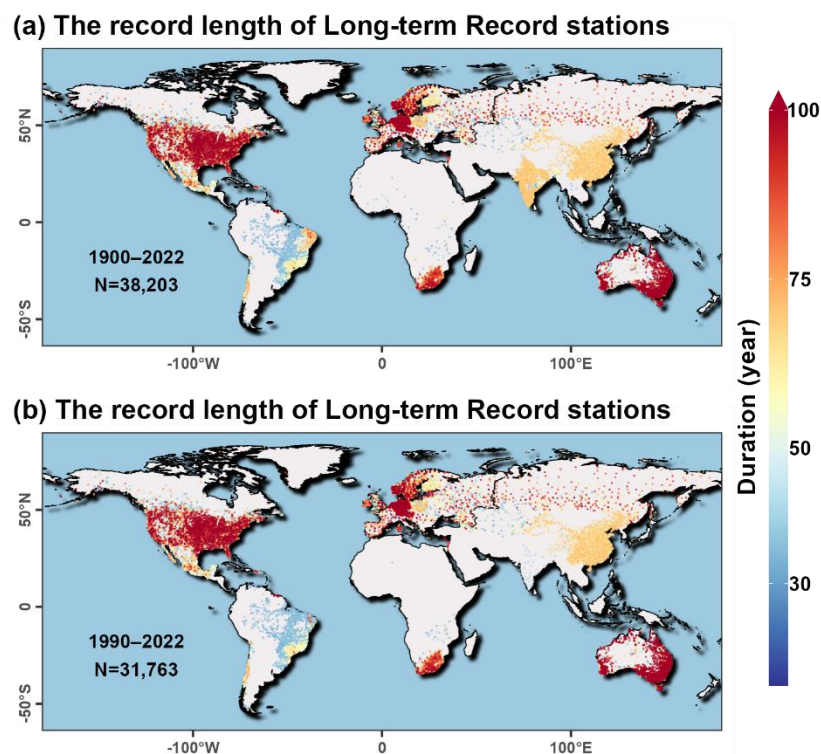 (a) The record length of Long-term Record stations
50°N
0
-50°S
1900–2022
N=38,203
-100°W
0
100°E
(b) The record length of Long-term Record stations
50°N
0
-50°S
1990–2022
N=31,763
-100°W
0
100°E
Duration (year)
100
75
50
30